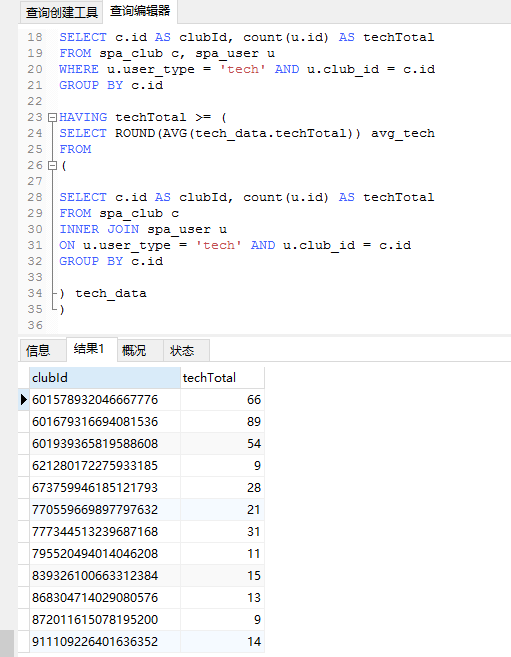 查询创建工具 查询编辑器
18 SELECT c.id AS clubId, count(u.id) AS techTotal
19 FROM spa_club c, spa_user u
20 WHERE u.user_type = 'tech' AND u.club_id = c.id
21 GROUP BY c.id
22
23 HAVING techTotal >= (
24 SELECT ROUND(AVG(tech_data.techTotal)) avg_tech
25 FROM
26 (
27
28 SELECT c.id AS clubId, count(u.id) AS techTotal
29 FROM spa_club c
30 INNER JOIN spa_user u
31 ON u.user_type = 'tech' AND u.club_id = c.id
32 GROUP BY c.id
33
34 ) tech_data
35 )
36
信息 结果1 概况 状态
clubId techTotal
601578932046667776 66
601679316694081536 89
601939365819588608 54
621280172275933185 9
673759946185121793 28
770559669897797632 21
777344513239687168 31
795520494014046208 11
839326100663312384 15
868304714029080576 13
872011615078195200 9
911109226401636352 14